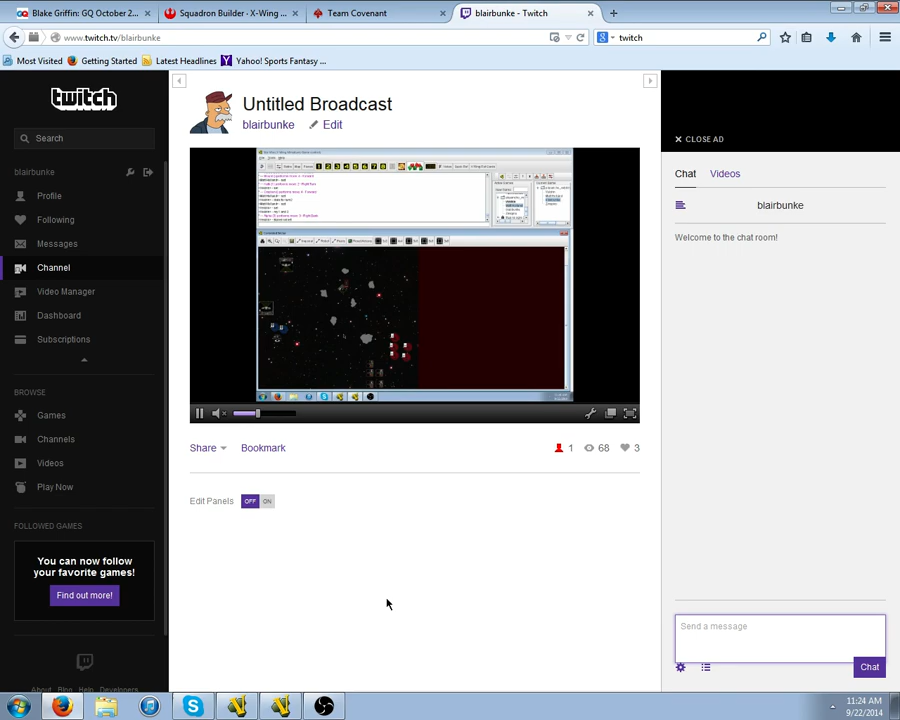 Blake Griffin: GQ October 2...
Squadron Builder · X-Wing ...
Team Covenant
blairbunke - Twitch
www.twitch.tv/blairbunke
twitch
Most Visited
Getting Started
Latest Headlines
Yahoo! Sports Fantasy ...
twitch
Search
blairbunke
Profile
Following
Messages
Channel
Video Manager
Dashboard
Subscriptions
BROWSE
Games
Channels
Videos
Play Now
FOLLOWED GAMES
You can now follow
your favorite games!
Find out more!
About Blog Help Developers
Untitled Broadcast
blairbunke Edit
Share Bookmark
1 68 3
Edit Panels OFF ON
CLOSE AD
Chat Videos
blairbunke
Welcome to the chat room!
Send a message
Chat
11:24 AM
9/22/2014